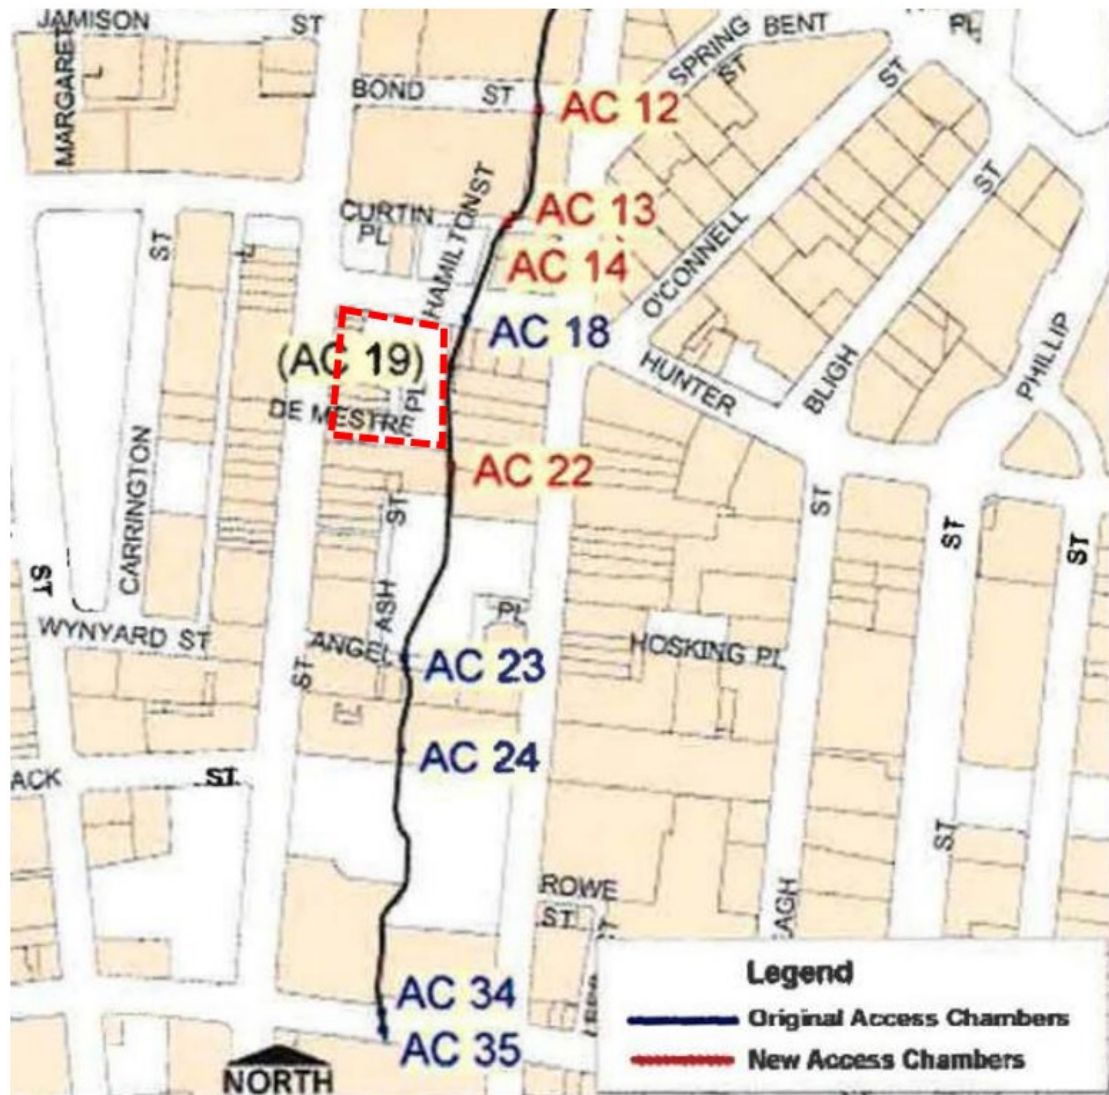 JAMISON ST
MARGARET
L
SPRING ST
BENT ST
PL
BOND ST
AC 12
HAMILTON ST
CURTIN PL
AC 13
AC 14
ST
ST
L
O'CONNELL
AC 18
(AC 19)
HUNTER
BLIGH
PHILLIP
DE MESTRE PL
AC 22
CARRINGTON
ST
ST
ST
ST
ST
ASH
PL
WYNYARD ST
ANGEL
AC 23
HOSKING PL
ST
AC 24
ACK ST
ST
ROWE ST
AGH
AC 34
AC 35
NORTH
Legend
Original Access Chambers
New Access Chambers